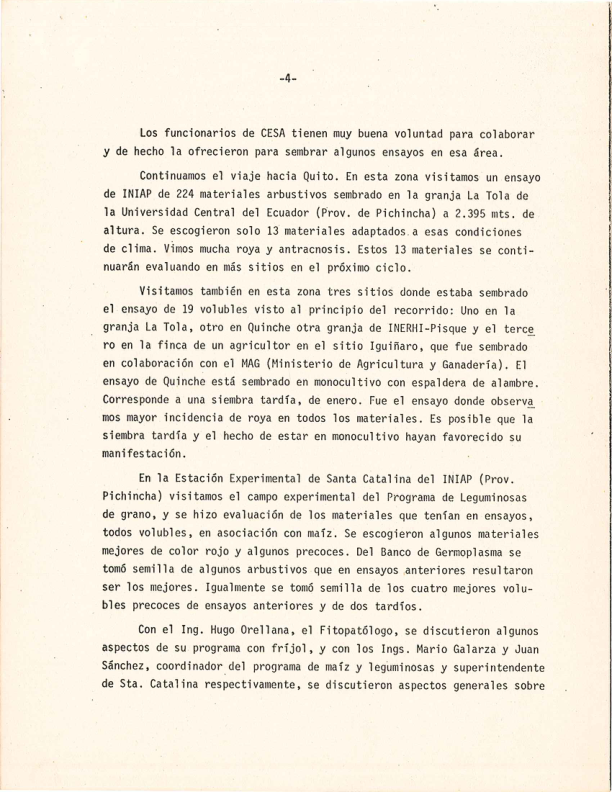 -4-
Los funcionarios de CESA tienen muy buena voluntad para colaborar
y de hecho la ofrecieron para sembrar algunos ensayos en esa área.
Continuamos el viaje hacia Quito. En esta zona visitamos un ensayo
de INIAP de 224 materiales arbustivos sembrado en la granja La Tola de
la Universidad Central del Ecuador (Prov. de Pichincha) a 2.395 mts. de
altura. Se escogieron solo 13 materiales adaptados a esas condiciones
de clima. Vimos mucha roya y antracnosis. Estos 13 materiales se conti-
nuarán evaluando en más sitios en el próximo ciclo.
Visitamos también en esta zona tres sitios donde estaba sembrado
el ensayo de 19 volubles visto al principio del recorrido: Uno en la
granja La Tola, otro en Quinche otra granja de INERHI-Pisque y el terce
ro en la finca de un agricultor en el sitio Iguiñaro, que fue sembrado
en colaboración con el MAG (Ministerio de Agricultura y Ganadería). El
ensayo de Quinche está sembrado en monocultivo con espaldera de alambre.
Corresponde a una siembra tardía, de enero. Fue el ensayo donde observa
mos mayor incidencia de roya en todos los materiales. Es posible que la
siembra tardía y el hecho de estar en monocultivo hayan favorecido su
manifestación.
En la Estación Experimental de Santa Catalina del INIAP (Prov.
Pichincha) visitamos el campo experimental del Programa de Leguminosas
de grano, y se hizo evaluación de los materiales que tenían en ensayos,
todos volubles, en asociación con maíz. Se escogieron algunos materiales
mejores de color rojo y algunos precoces. Del Banco de Germoplasma se
tomó semilla de algunos arbustivos que en ensayos anteriores resultaron
ser los mejores. Igualmente se tomó semilla de los cuatro mejores volu-
bles precoces de ensayos anteriores y de dos tardíos.
Con el Ing. Hugo Orellana, el Fitopatólogo, se discutieron algunos
aspectos de su programa con fríjol, y con los Ings. Mario Galarza y Juan
Sánchez, coordinador del programa de maíz y leguminosas y superintendente
de Sta. Catalina respectivamente, se discutieron aspectos generales sobre